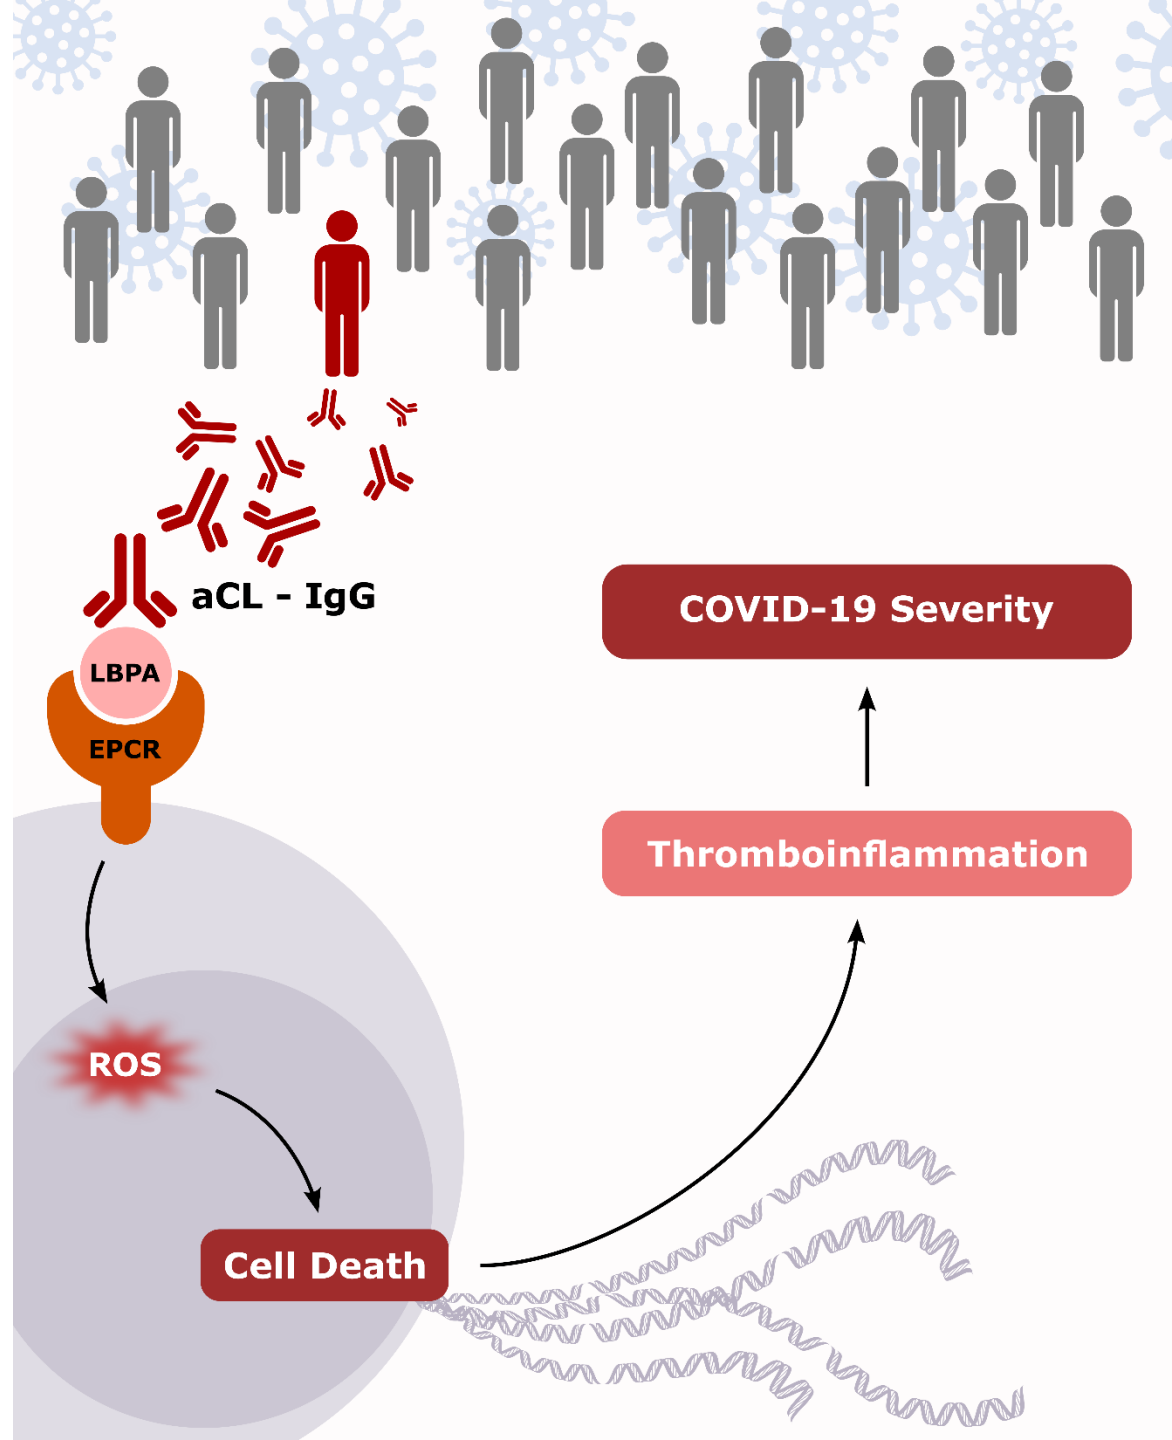 aCL - IgG
LBPA
EPCR
ROS
Cell Death
Thromboinflammation
COVID-19 Severity